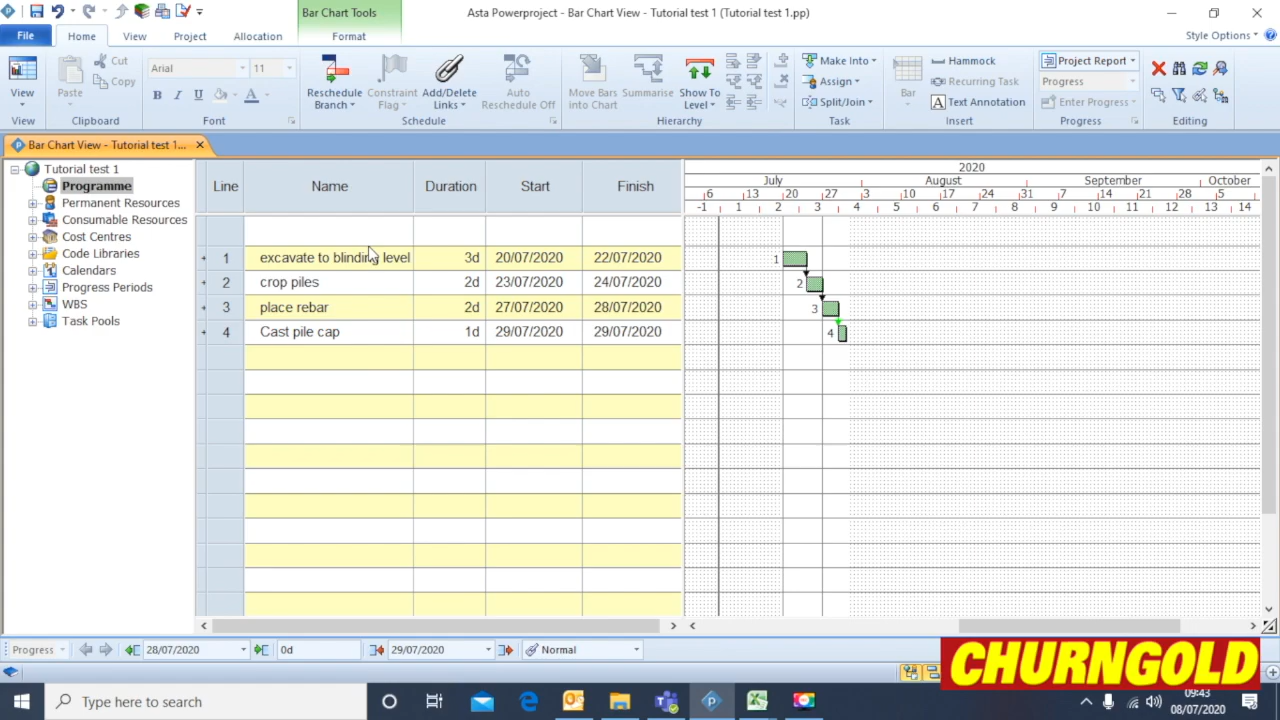 Bar Chart Tools
Asta Powerproject - Bar Chart View - Tutorial test 1 (Tutorial test 1.pp)
File Home View Project Allocation Format Style Options
View Paste Cut Copy
Arial 11
B I U A
Reschedule Branch Constraint Flag Add/Delete Links Auto Reschedule Off
Move Bars into Chart Summarise Show To Level
Make Into
Assign
Split/Join
Bar
Hammock
Recurring Task
Text Annotation
Project Report
Progress
Enter Progress
View Clipboard Font Schedule Hierarchy Task Insert Progress Editing
Bar Chart View - Tutorial test 1...
Tutorial test 1
Programme
Permanent Resources
Consumable Resources
Cost Centres
Code Libraries
Calendars
Progress Periods
WBS
Task Pools
Line Name Duration Start Finish
1 excavate to blinding level 3d 20/07/2020 22/07/2020
2 crop piles 2d 23/07/2020 24/07/2020
3 place rebar 2d 27/07/2020 28/07/2020
4 Cast pile cap 1d 29/07/2020 29/07/2020
2020
July August September October
6 13 20 27 3 10 17 24 31 7 14 21 28 5
-1 1 2 3 4 5 6 7 8 9 10 11 12 13 14
1
2
3
4
Progress 28/07/2020 0d 29/07/2020 Normal
CHURNGOLD
Type here to search
09:43
08/07/2020